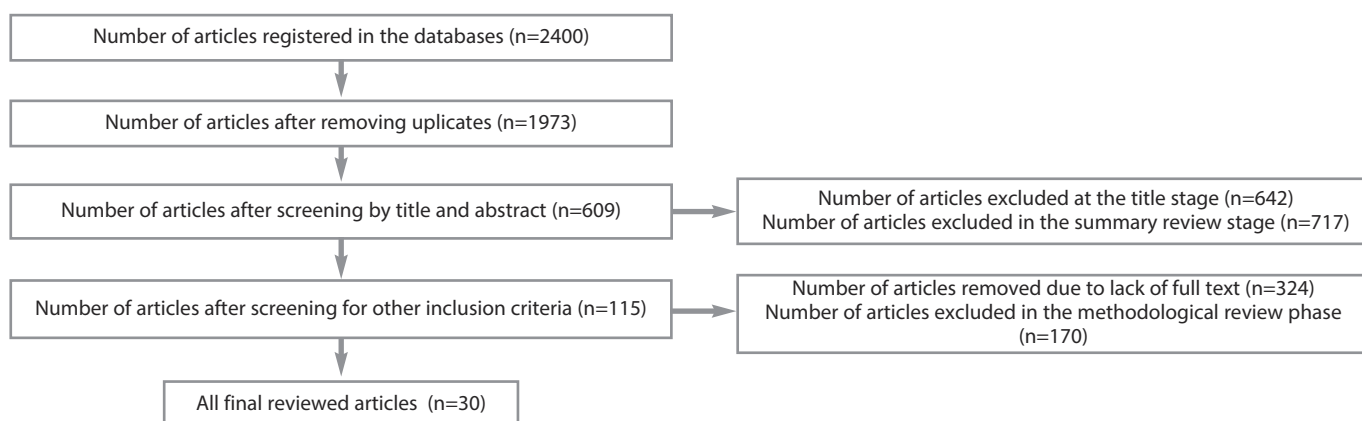 Number of articles registered in the databases (n=2400)
Number of articles after removing uplicates (n=1973)
Number of articles after screening by title and abstract (n=609)
Number of articles excluded at the title stage (n=642)
Number of articles excluded in the summary review stage (n=717)
Number of articles after screening for other inclusion criteria (n=115)
Number of articles removed due to lack of full text (n=324)
Number of articles excluded in the methodological review phase
(n=170)
All final reviewed articles (n=30)